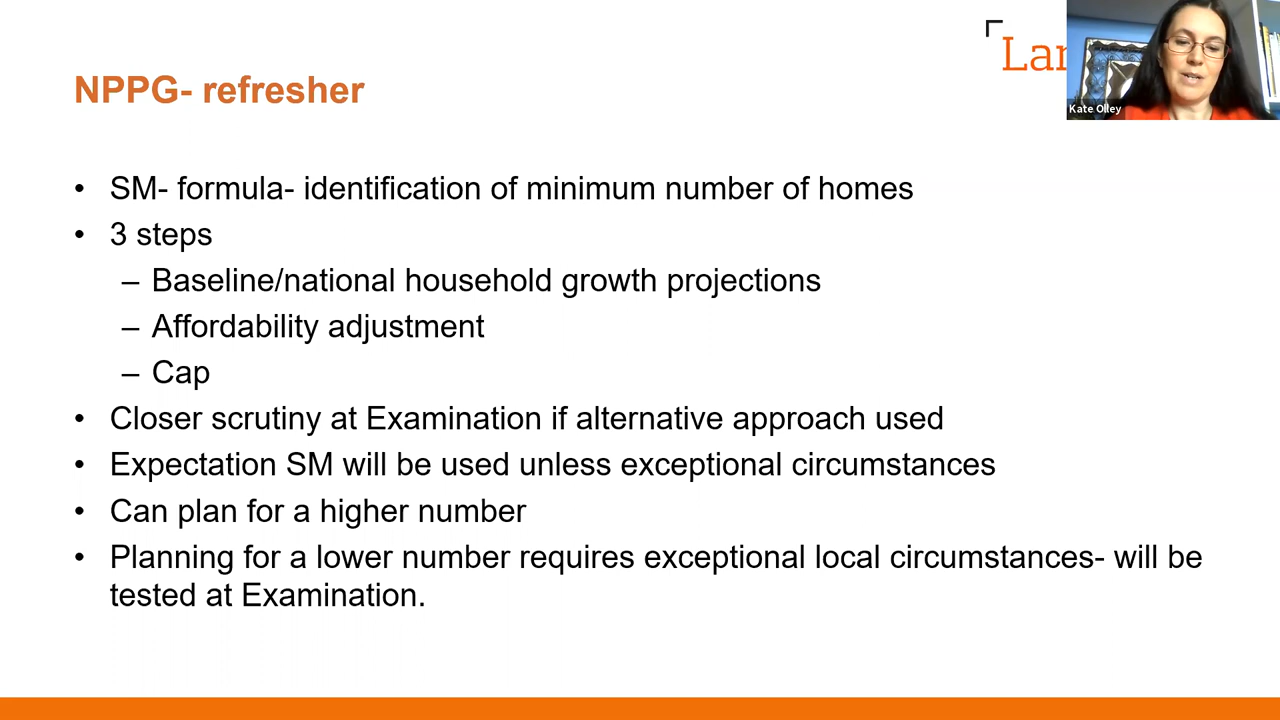 NPPG- refresher
Kate Olley
• SM- formula- identification of minimum number of homes
• 3 steps
– Baseline/national household growth projections
– Affordability adjustment
– Cap
• Closer scrutiny at Examination if alternative approach used
• Expectation SM will be used unless exceptional circumstances
• Can plan for a higher number
• Planning for a lower number requires exceptional local circumstances- will be
tested at Examination.